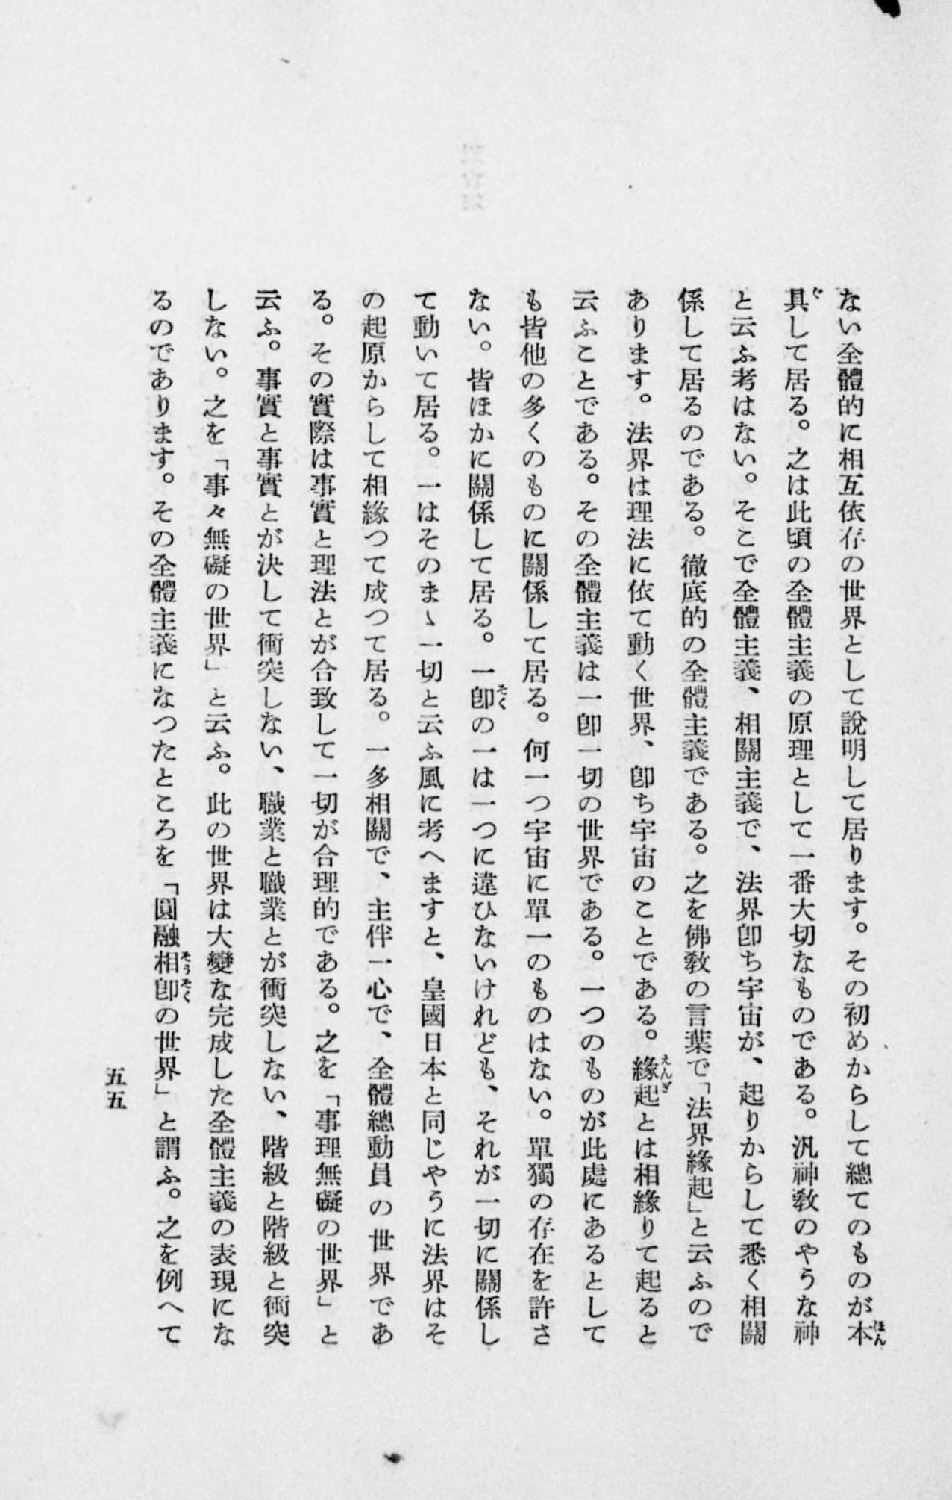 ない全體的に相互依存の世界として說明して居ります。その初めからして總てのものが本
具して居る。之は此頃の全體主義の原理として一番大切なものである。汎神敎のやうな神
と云ふ考はない。そこで全體主義、相關主義で、法界卽ち宇宙が、起りからして悉く相關
係して居るのである。徹底的の全體主義である。之を佛敎の言葉で「法界緣起」と云ふので
あります。法界は理法に依て動く世界、卽ち宇宙のことである。緣起とは相緣りて起ると
云ふことである。その全體主義は一卽一切の世界である。一つのものが此處にあるとして
も皆他の多くのものに關係して居る。何一つ宇宙に單一のものはない。單獨の存在を許さ
ない。皆ほかに關係して居る。一卽の一は一つに違ひないけれども、それが一切に關係し
て動いて居る。一はそのまゝ一切と云ふ風に考へますと、皇國日本と同じやうに法界はそ
の起原からして相緣つて成つて居る。一多相關で、主伴一心で、全體總動員の世界であ
る。その實際は事實と理法とが合致して一切が合理的である。之を「事理無礙の世界」と
云ふ。事實と事實とが決して衝突しない、職業と職業とが衝突しない、階級と階級と衝突
しない。之を「事々無礙の世界」と云ふ。此の世界は大變な完成した全體主義の表現にな
るのであります。その全體主義になつたところを「圓融相卽の世界」と謂ふ。之を例へて
五五